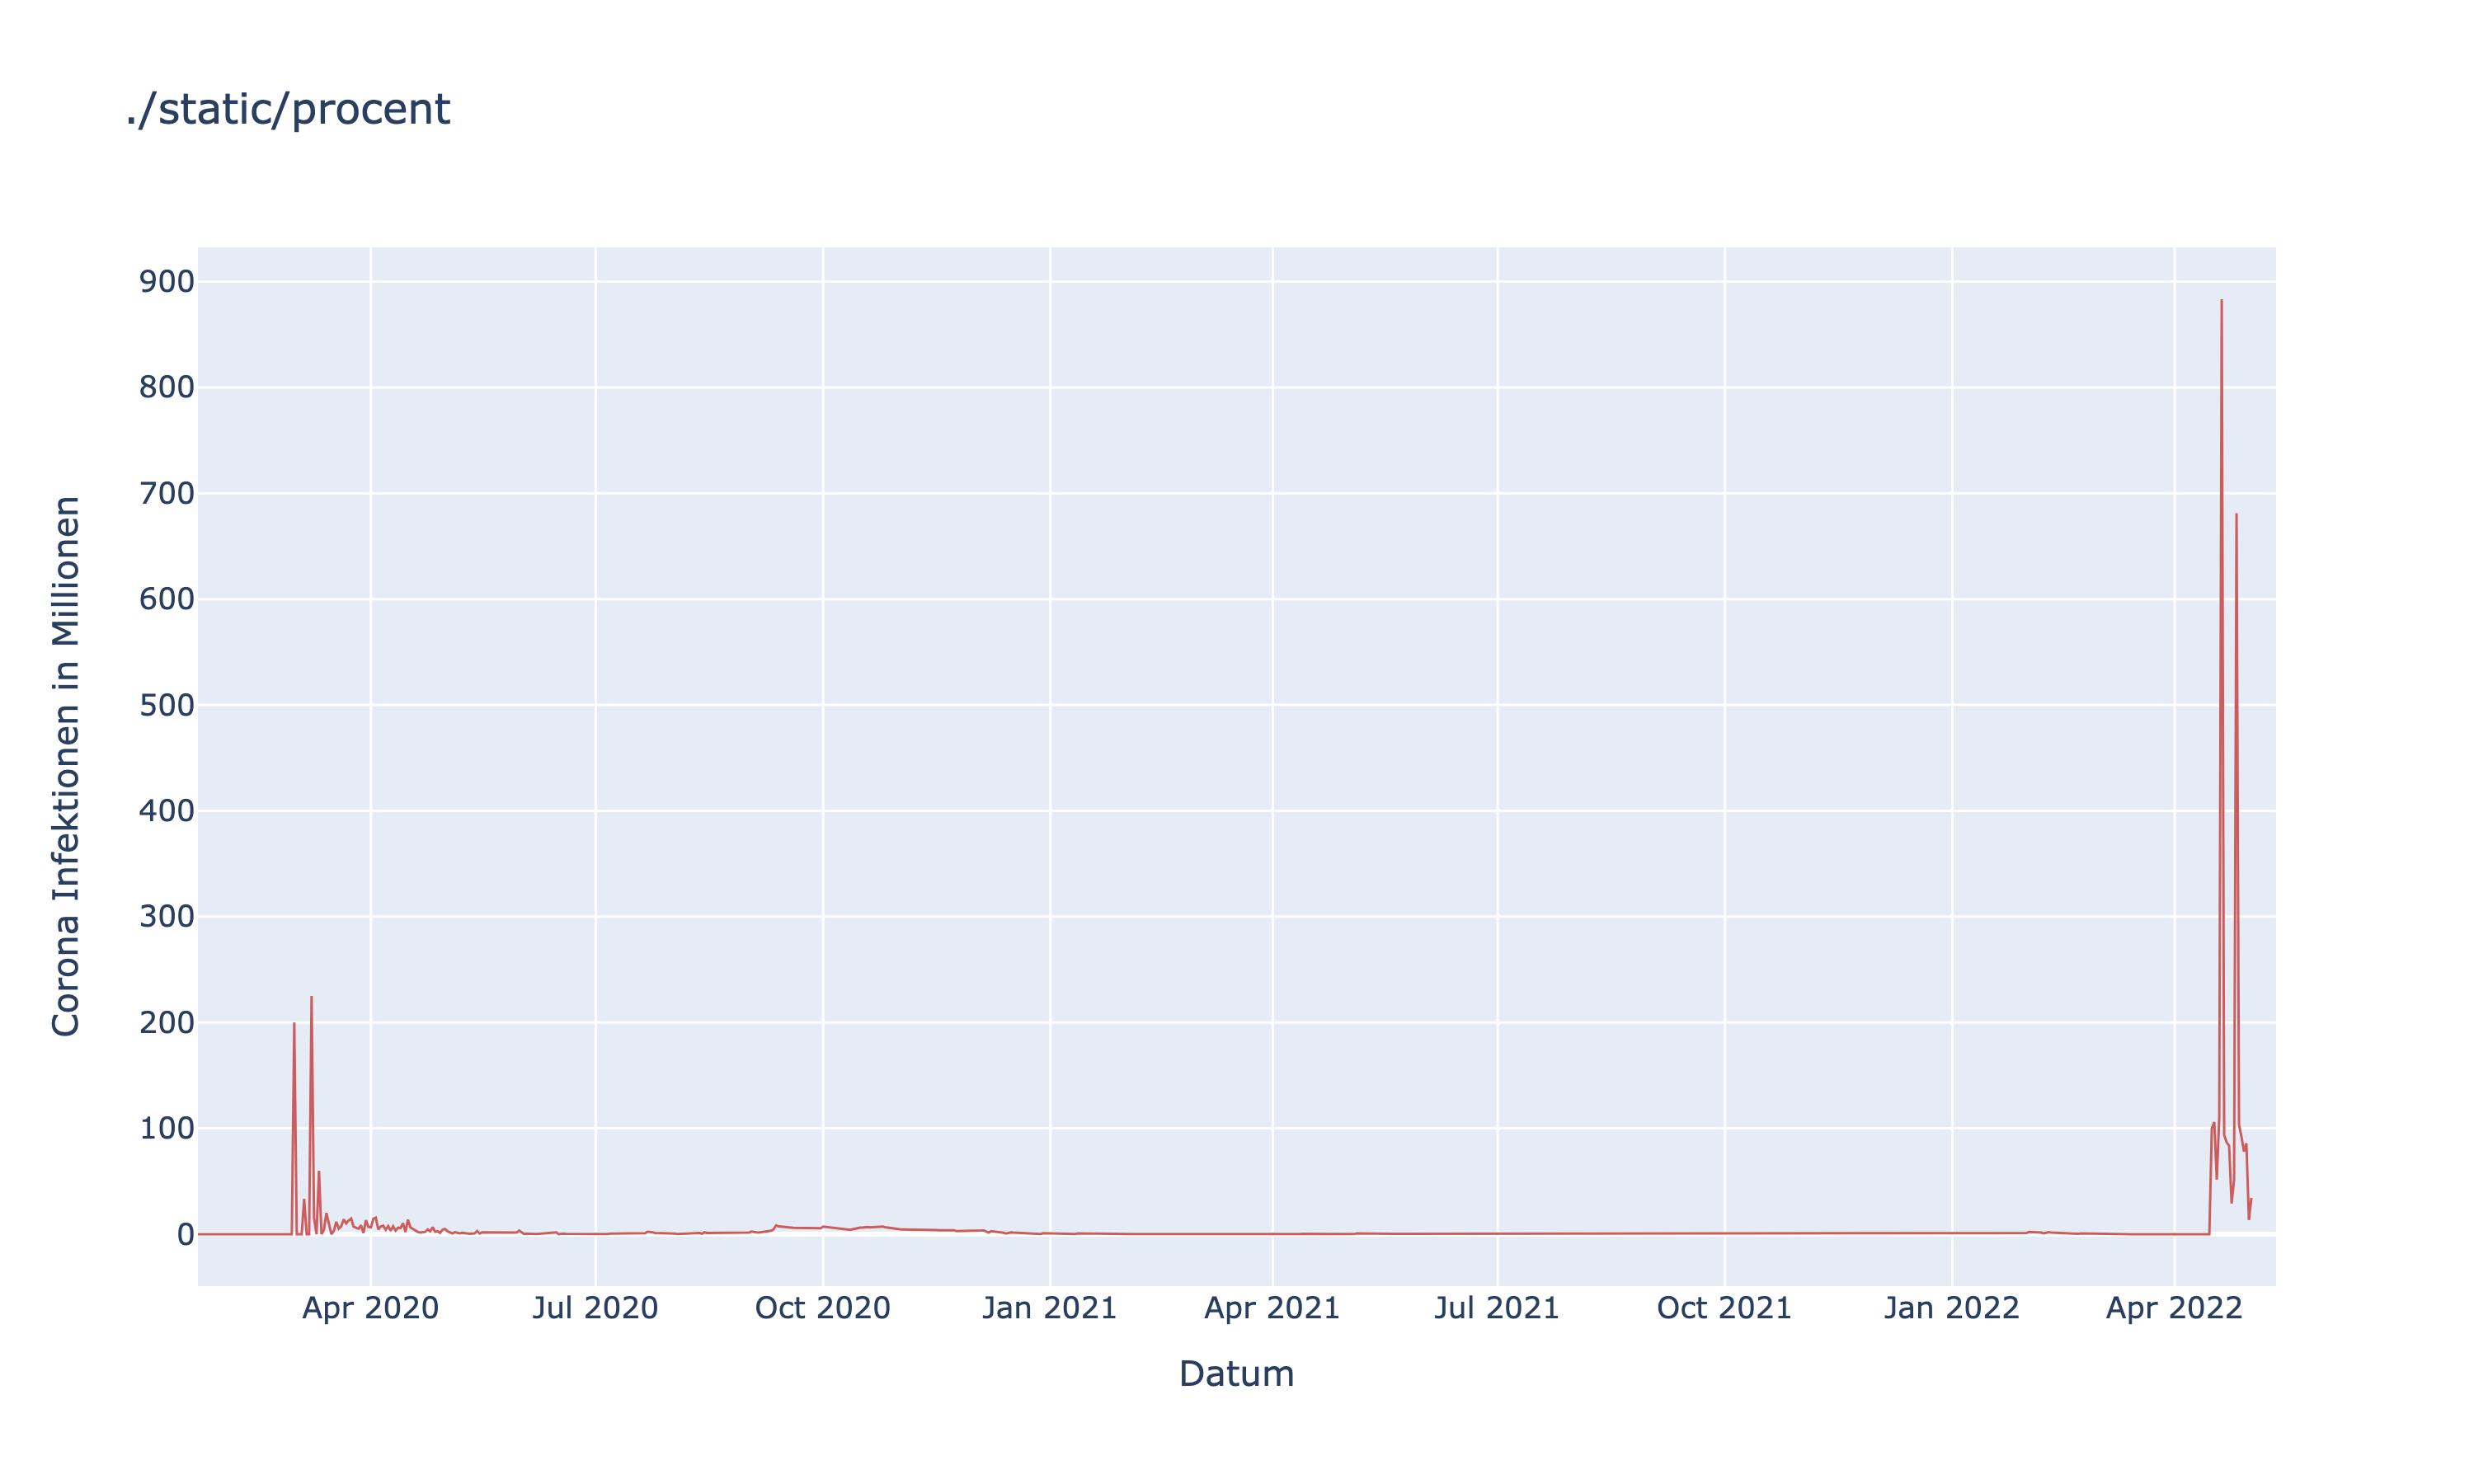 ./static/procent
Corona Infektionen in Millionen
900
800
700
600
500
400
300
200
100
0
Apr 2020
Jul 2020
Oct 2020
Jan 2021
Apr 2021
Jul 2021
Oct 2021
Jan 2022
Apr 2022
Datum